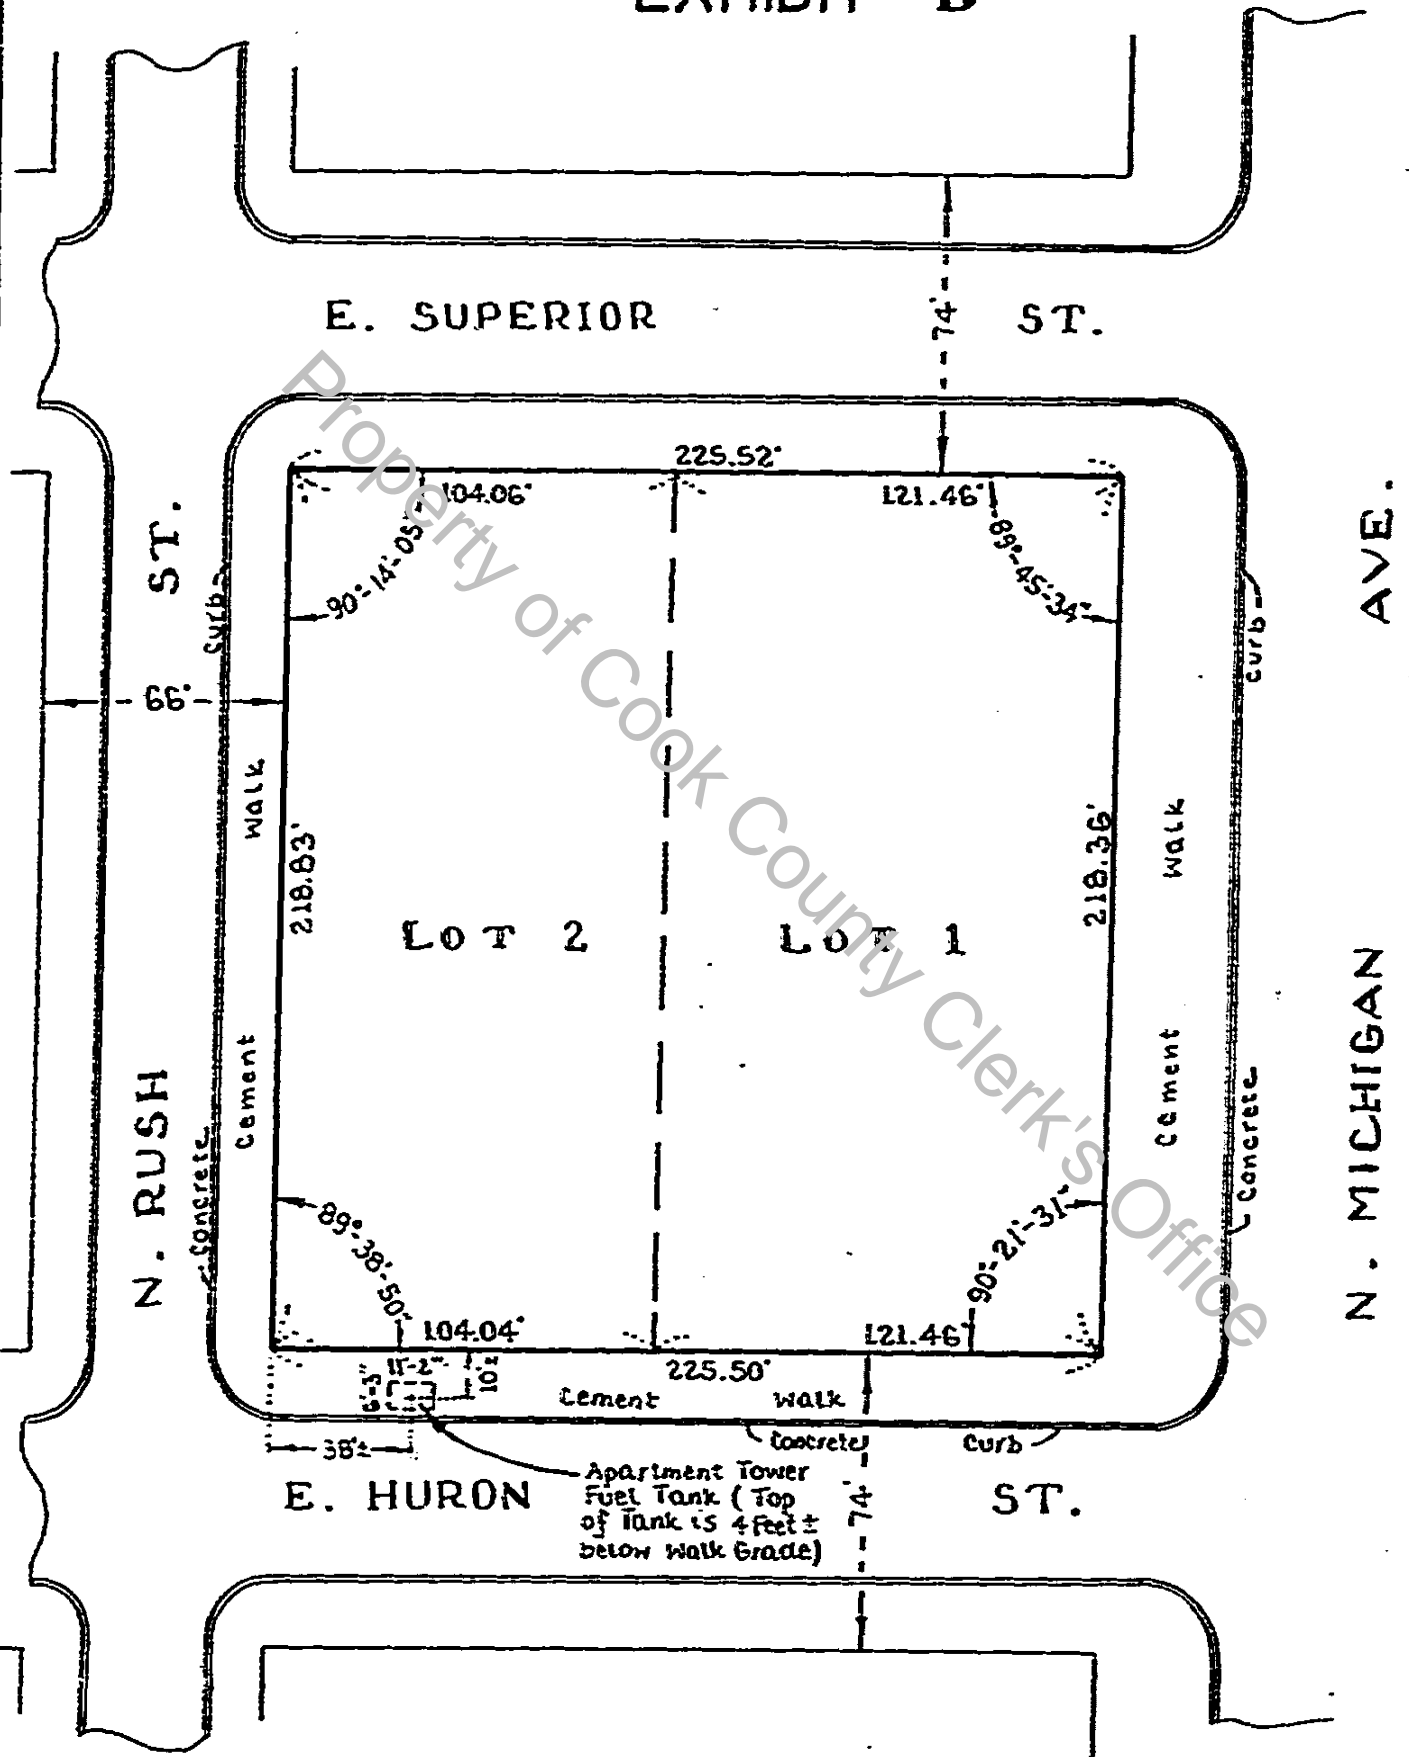 EXHIBIT B
E. SUPERIOR ST.
74'
225.52'
104.06'
121.46'
90°-14'-05"
89°-45'-34"
N. RUSH ST.
N. MICHIGAN AVE.
Curb
Curb
66'
Walk
Walk
218.83'
218.36'
LOT 2
LOT 1
Cement
Cement
Concrete
Concrete
89°-38'-50"
90°-21'-31"
104.04'
121.46'
225.50'
11'-2"
6'-3"
10'±
Cement Walk
38'±
Concrete Curb
E. HURON ST.
Apartment Tower
Fuel Tank (Top
of Tank is 4 Feet ±
below Walk Grade)
74'
Property of Cook County Clerk's Office